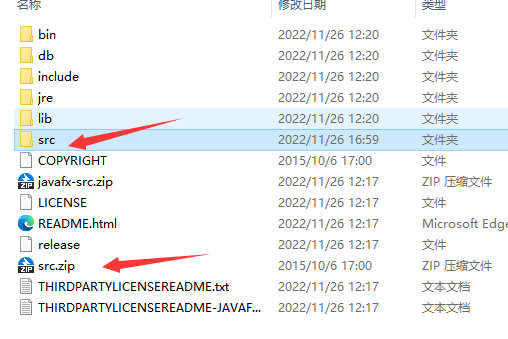 名称 修改日期 类型
bin 2022/11/26 12:20 文件夹
db 2022/11/26 12:20 文件夹
include 2022/11/26 12:20 文件夹
jre 2022/11/26 12:20 文件夹
lib 2022/11/26 12:20 文件夹
src 2022/11/26 16:59 文件夹
COPYRIGHT 2015/10/6 17:00 文件
ZIP javafx-src.zip 2022/11/26 12:17 ZIP 压缩文件
LICENSE 2022/11/26 12:17 文件
README.html 2022/11/26 12:17 Microsoft Edg
release 2022/11/26 12:17 文件
ZIP src.zip 2015/10/6 17:00 ZIP 压缩文件
THIRDPARTYLICENSEREADME.txt 2022/11/26 12:17 文本文档
THIRDPARTYLICENSEREADME-JAVAF... 2022/11/26 12:17 文本文档